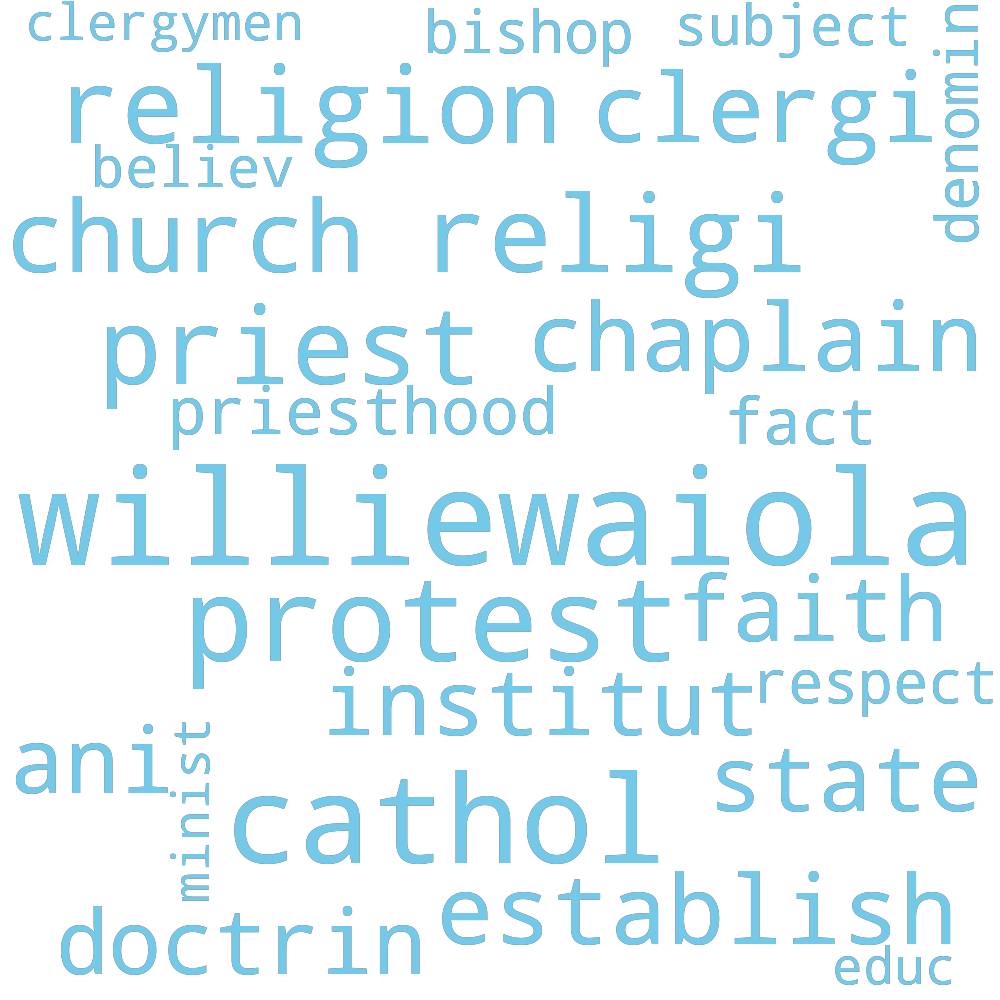 clergymen
bishop
subject
denomin
religion
clergi
believ
church
religi
priest
chaplain
priesthood
fact
williewaiola
protest
faith
institut
respect
ani
minist
state
cathol
establish
doctrin
educ